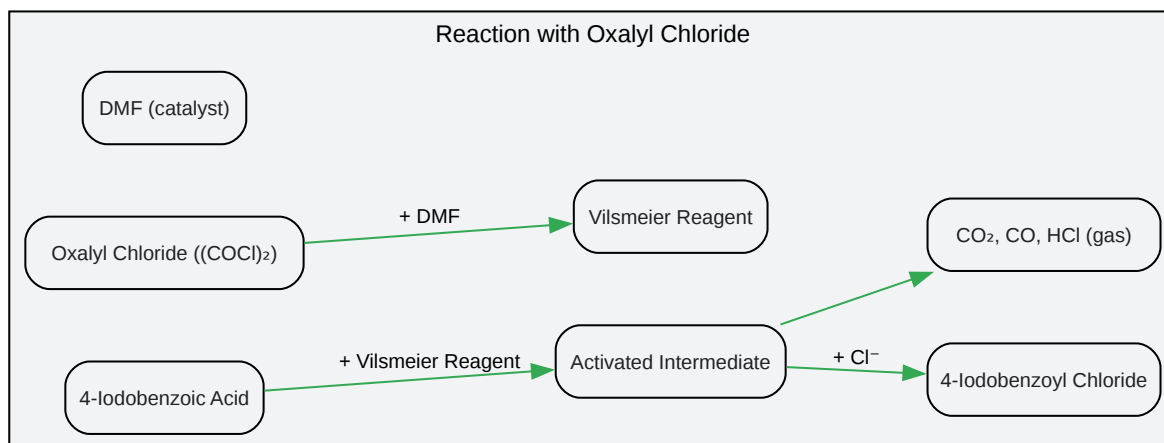 Reaction with Oxalyl Chloride
DMF (catalyst)
Oxalyl Chloride ((COCl)₂)
+ DMF
Vilsmeier Reagent
CO₂, CO, HCl (gas)
4-Iodobenzoic Acid
+ Vilsmeier Reagent
Activated Intermediate
+ Cl⁻
4-Iodobenzoyl Chloride